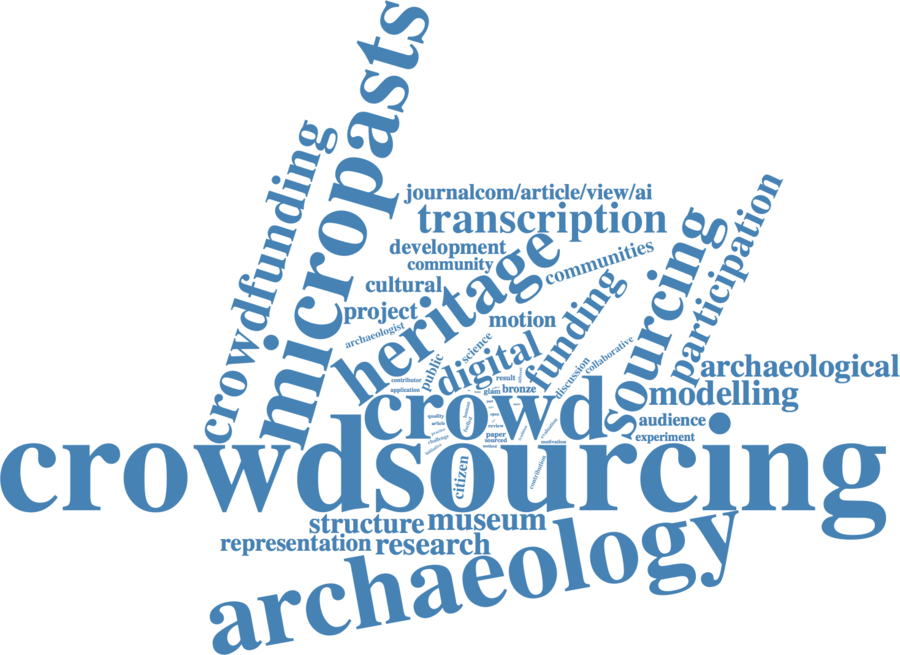 micropasts
crowdfunding
journalcom/article/view/ai
transcription
participation
sourcing
development
communities
community
heritage
cultural
funding
project
motion
archaeologist
science
collaborative
digital
public
discussion
archaeological
contributor
result
application
glam
bronze
modelling
crowd
quality
article
review
audience
challenge
paper
sourced
experiment
motivation
crowdsourcing
citizen
contribution
structure
museum
representation
research
archaeology